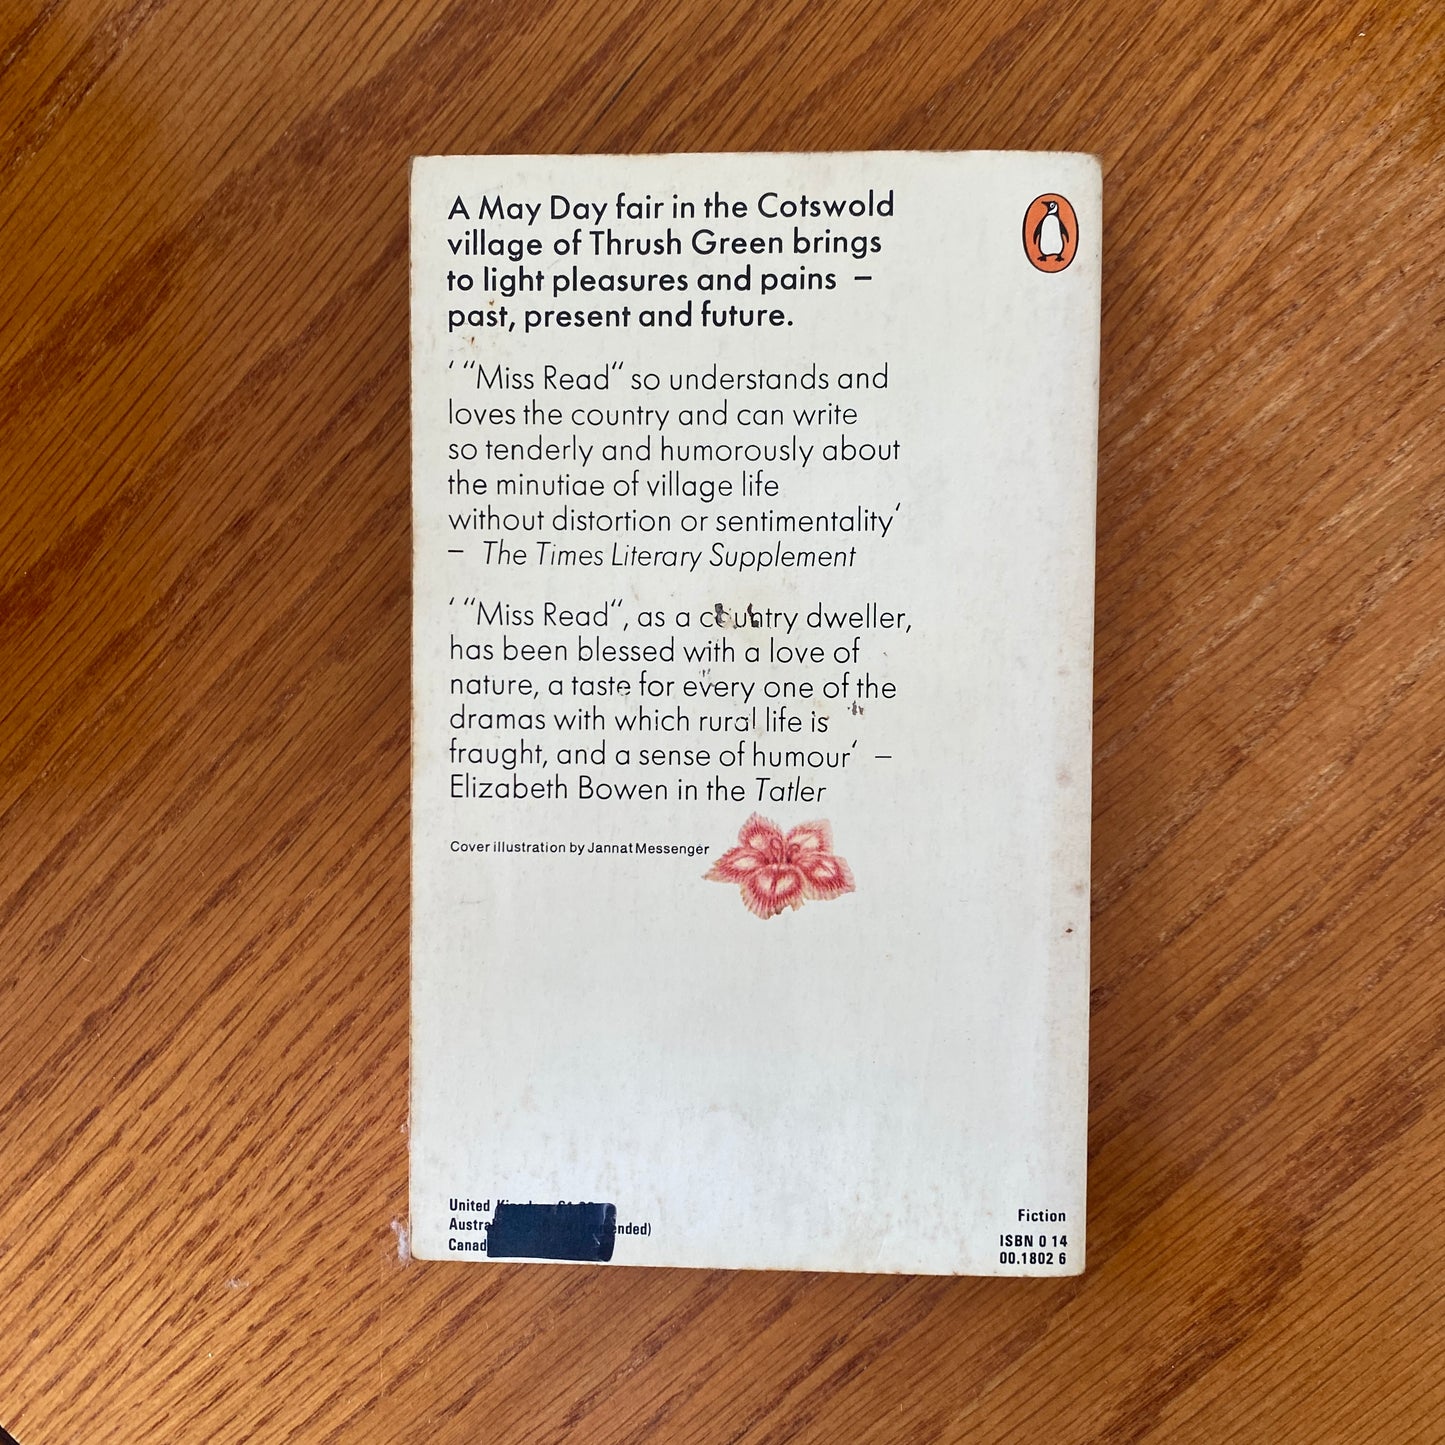 A May Day fair in the Cotswold
village of Thrush Green brings
to light pleasures and pains –
past, present and future.
‘ “Miss Read“ so understands and
loves the country and can write
so tenderly and humorously about
the minutiae of village life
without distortion or sentimentality‘
– The Times Literary Supplement
‘ “Miss Read“, as a country dweller,
has been blessed with a love of
nature, a taste for every one of the
dramas with which rural life is
fraught, and a sense of humour‘ –
Elizabeth Bowen in the Tatler
Cover illustration by Jannat Messenger
United
Fiction
ISBN 0 14
00.1802 6